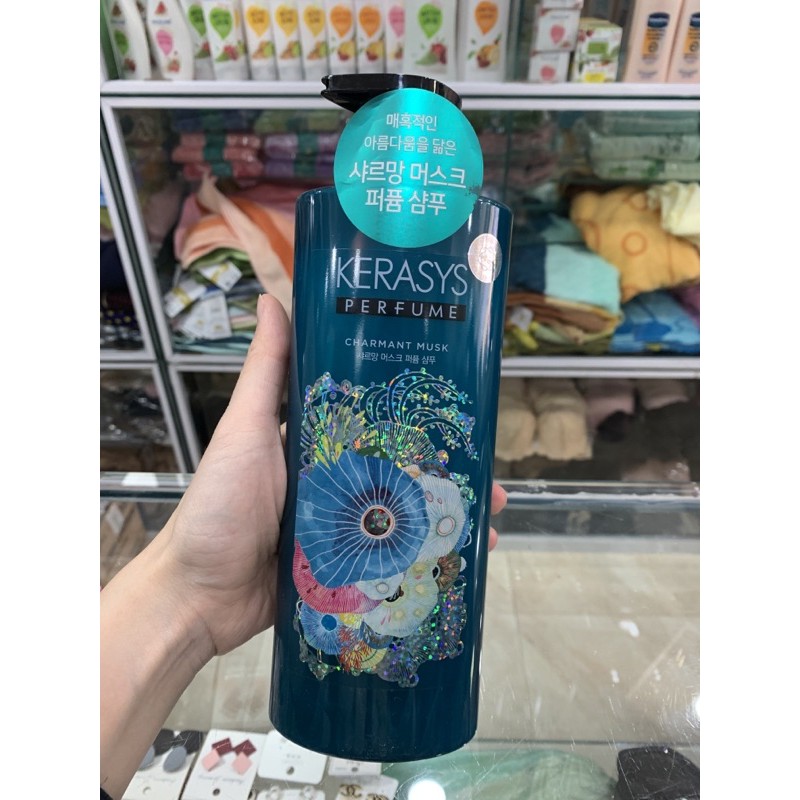 매혹적인
아름다움을 닮은
샤르망 머스크
퍼퓸 샴푸
KERASYS
PERFUME
CHARMANT MUSK
샤르망 머스크 퍼퓸 샴푸